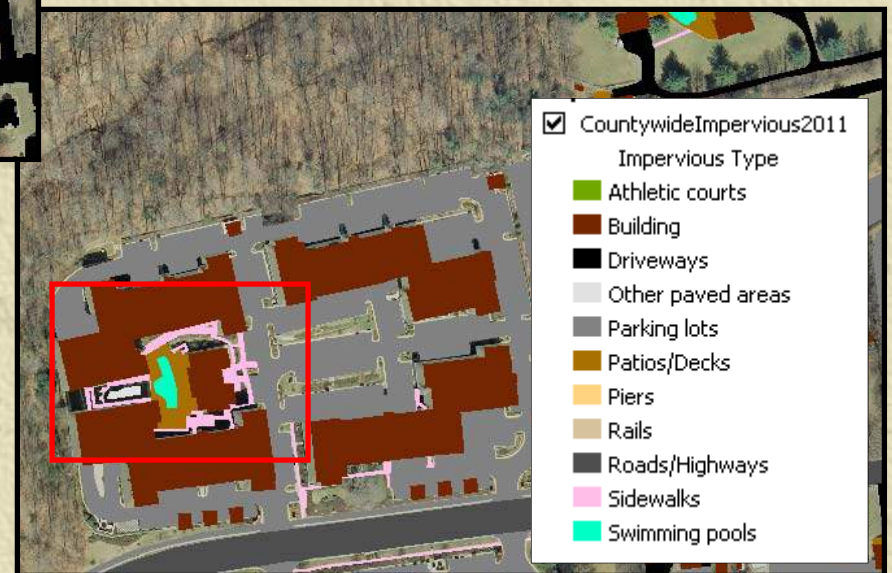 CountywideImpervious2011
Impervious Type
Athletic courts
Building
Driveways
Other paved areas
Parking lots
Patios/Decks
Piers
Rails
Roads/Highways
Sidewalks
Swimming pools